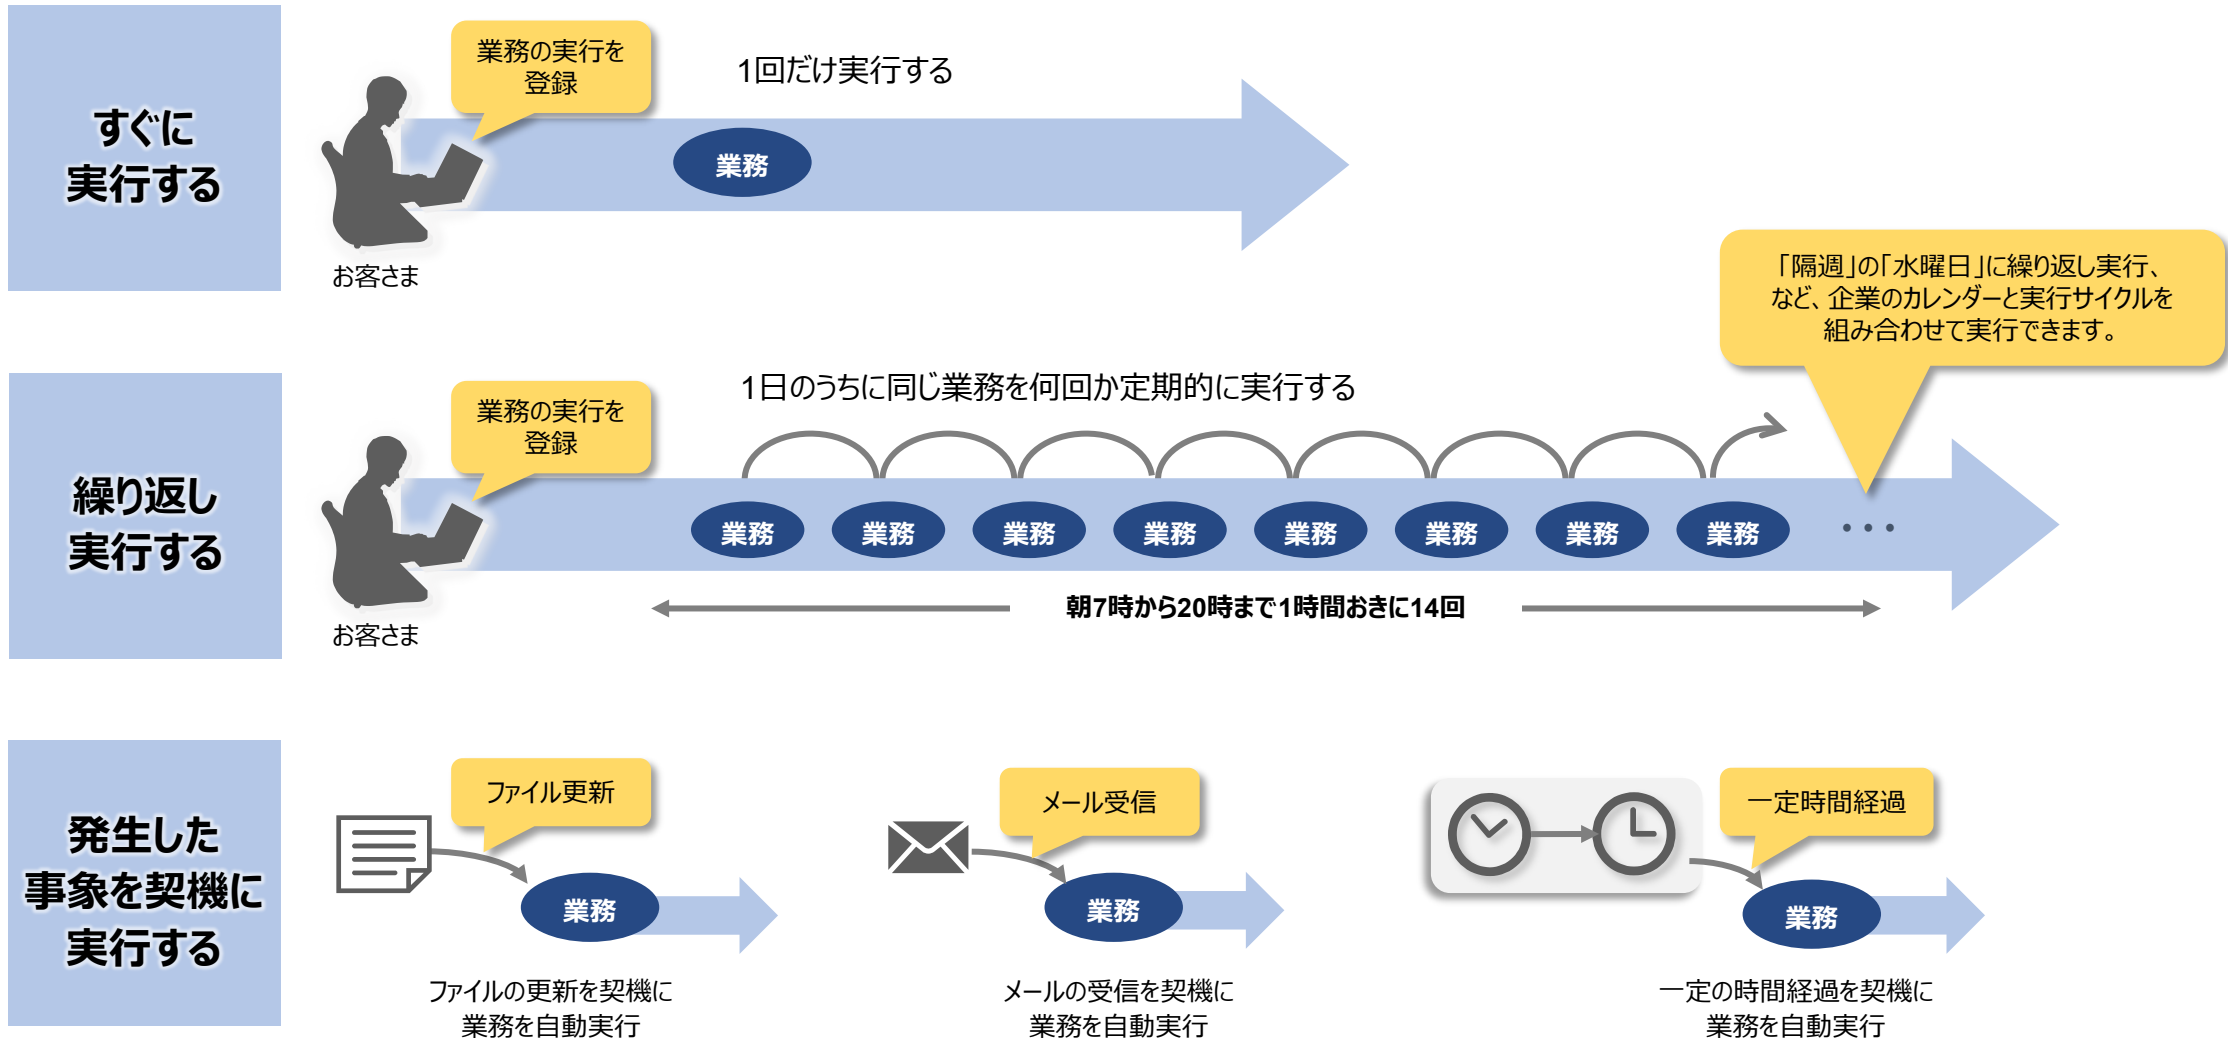 すぐに
実行する
業務の実行を
登録
1回だけ実行する
業務
お客さま
「隔週」の「水曜日」に繰り返し実行、
など、企業のカレンダーと実行サイクルを
組み合わせて実行できます。
繰り返し
実行する
業務の実行を
登録
1日のうちに同じ業務を何回か定期的に実行する
業務 業務 業務 業務 業務 業務 業務 業務 ・・・
朝7時から20時まで1時間おきに14回
お客さま
発生した
事象を契機に
実行する
ファイル更新
業務
ファイルの更新を契機に
業務を自動実行
メール受信
業務
メールの受信を契機に
業務を自動実行
一定時間経過
業務
一定の時間経過を契機に
業務を自動実行